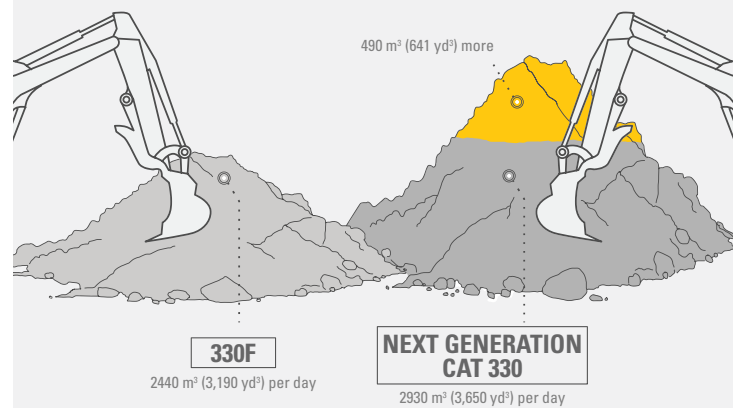 490 m³ (641 yd³) more
330F
2440 m³ (3,190 yd³) per day
NEXT GENERATION
CAT 330
2930 m³ (3,650 yd³) per day